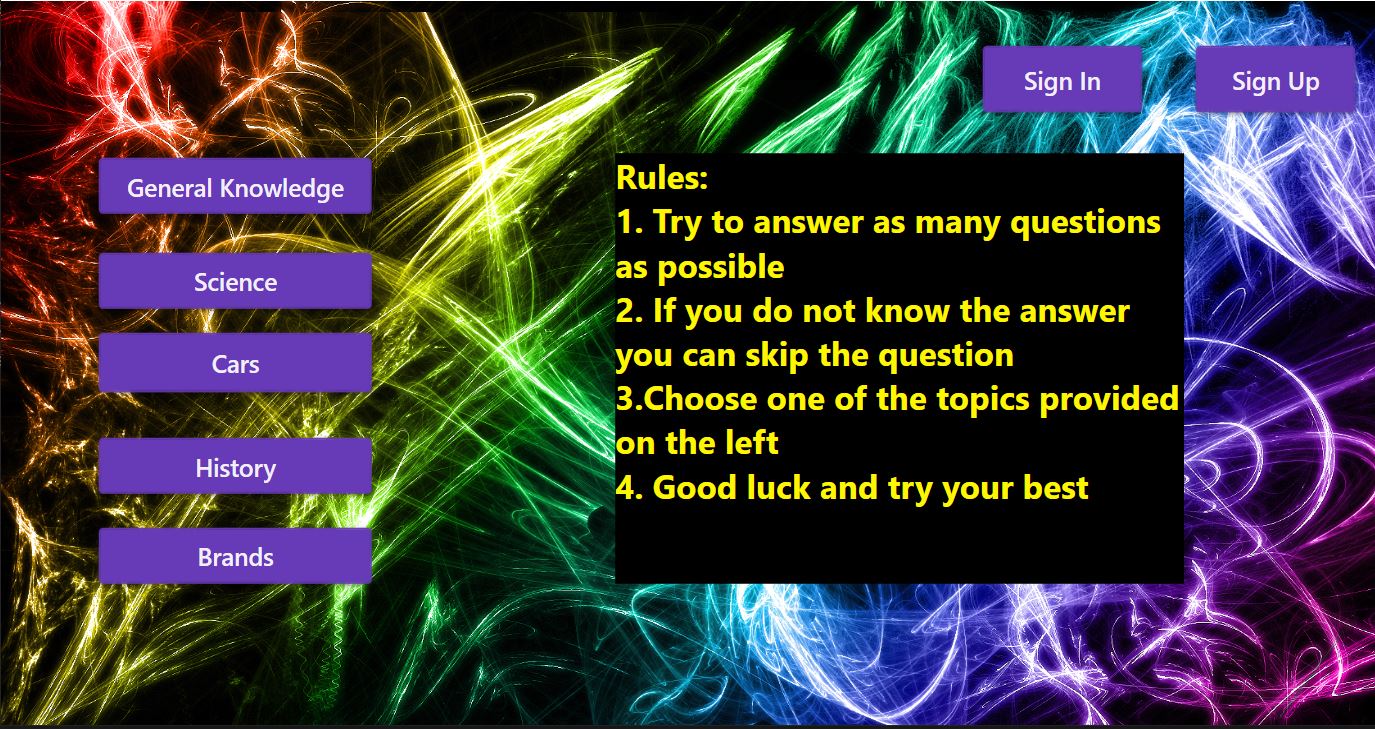 Sign In
Sign Up
General Knowledge
Science
Cars
History
Brands
Rules:
1. Try to answer as many questions
as possible
2. If you do not know the answer
you can skip the question
3.Choose one of the topics provided
on the left
4. Good luck and try your best